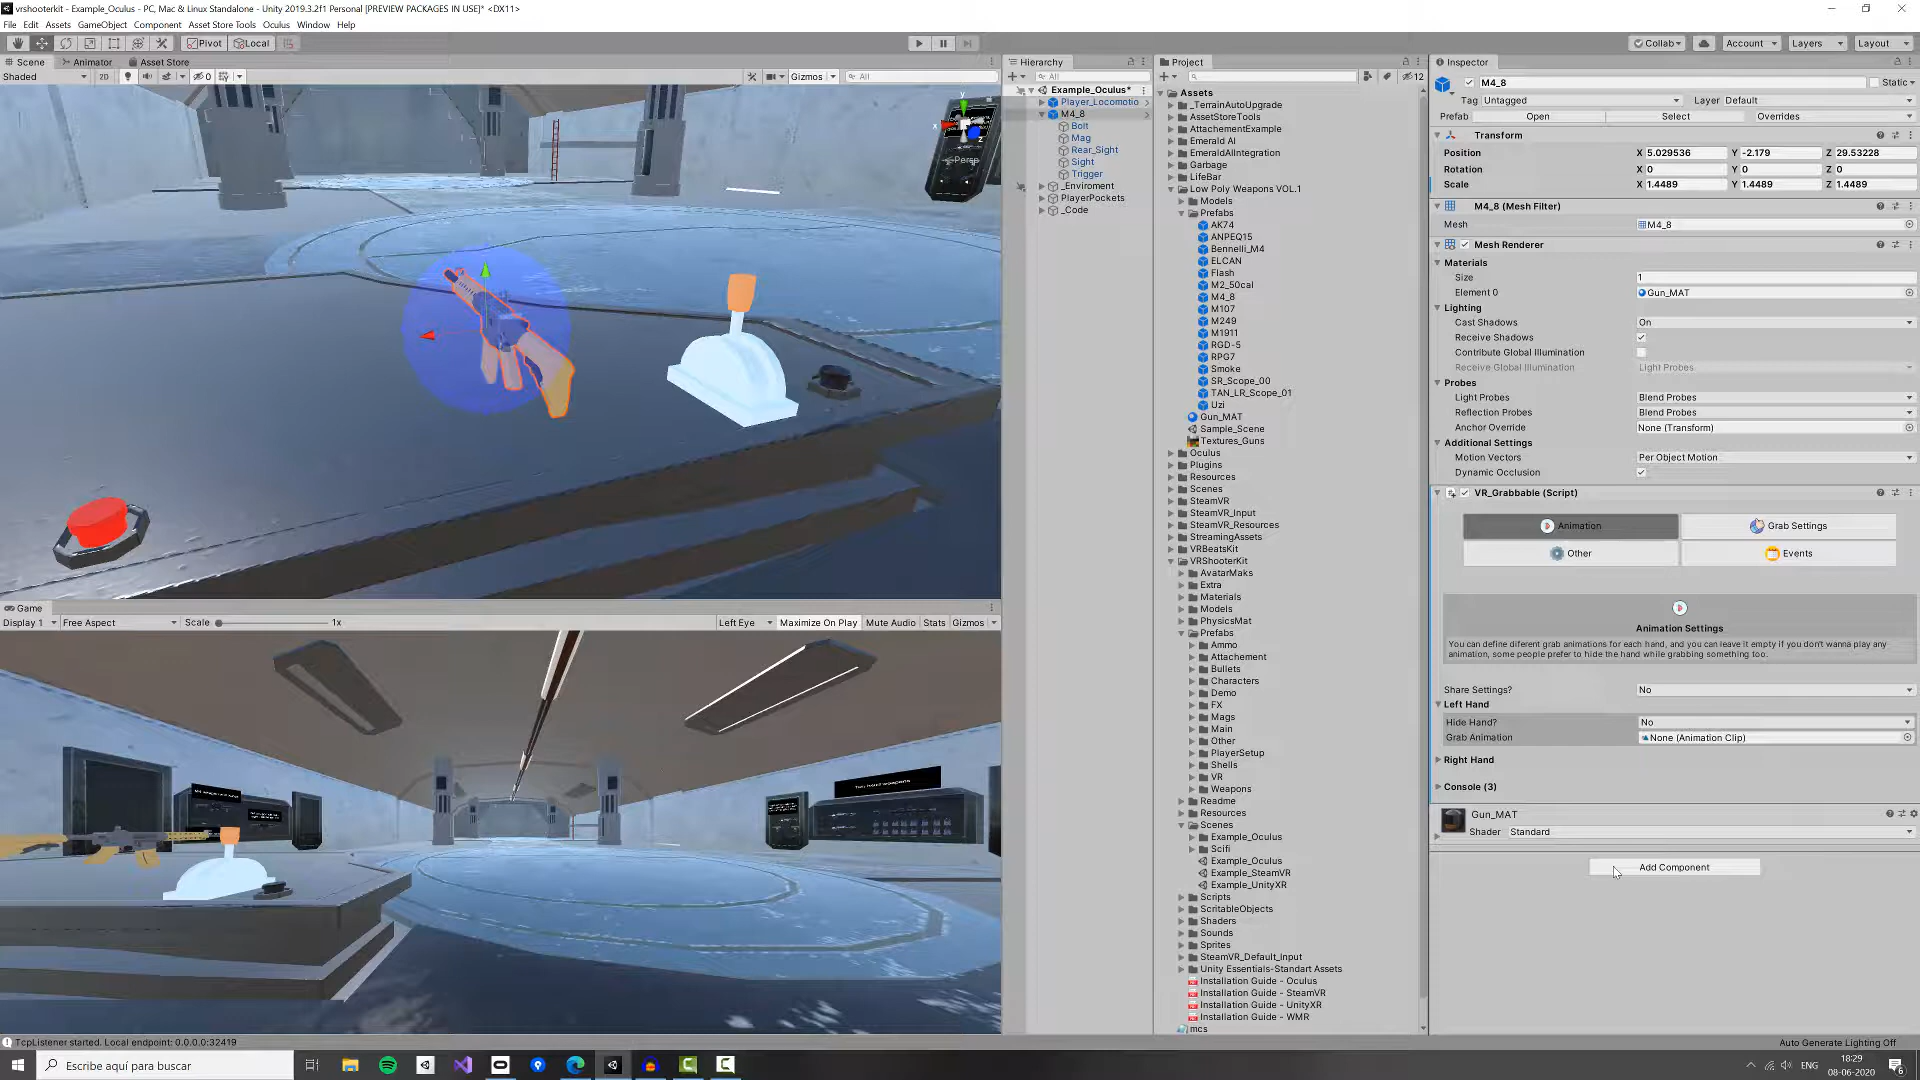 vrshooterkit - Example_Oculus - PC, Mac & Linux Standalone - Unity 2019.3.2f1 Personal [PREVIEW PACKAGES IN USE]* <DX11>
File Edit Assets GameObject Component Asset Store Tools Oculus Window Help
Pivot Local Collab Account Layers Layout
Scene Animator Asset Store
Shaded 2D 0 Gizmos All
y
x
z
Persp
Game
Display 1 Free Aspect Scale 1x Left Eye Maximize On Play Mute Audio Stats Gizmos
Hierarchy
All
Example_Oculus*
Player_Locomotio
M4_8
Bolt
Mag
Rear_Sight
Sight
Trigger
_Enviroment
PlayerPockets
_Code
Project
12
Assets
_TerrainAutoUpgrade
AssetStoreTools
AttachementExample
Emerald AI
EmeraldAIIntegration
Garbage
LifeBar
Low Poly Weapons VOL.1
Models
Prefabs
AK74
ANPEQ15
Bennelli_M4
ELCAN
Flash
M2_50cal
M4_8
M107
M249
M1911
RGD-5
RPG7
Smoke
SR_Scope_00
TAN_LR_Scope_01
Uzi
Gun_MAT
Sample_Scene
Textures_Guns
Oculus
Plugins
Resources
Scenes
SteamVR
SteamVR_Input
SteamVR_Resources
StreamingAssets
VRBeatsKit
VRShooterKit
AvatarMaks
Extra
Materials
Models
PhysicsMat
Prefabs
Ammo
Attachement
Bullets
Characters
Demo
FX
Mags
Main
Other
PlayerSetup
Shells
VR
Weapons
Readme
Resources
Scenes
Example_Oculus
Scifi
Example_Oculus
Example_SteamVR
Example_UnityXR
Scripts
ScritableObjects
Shaders
Sounds
Sprites
SteamVR_Default_Input
Unity Essentials-Standart Assets
Installation Guide - Oculus
Installation Guide - SteamVR
Installation Guide - UnityXR
Installation Guide - WMR
mcs
Inspector
M4_8 Static
Tag Untagged Layer Default
Prefab Open Select Overrides
Transform
Position X 5.029536 Y -2.179 Z 29.53228
Rotation X 0 Y 0 Z 0
Scale X 1.4489 Y 1.4489 Z 1.4489
M4_8 (Mesh Filter)
Mesh M4_8
Mesh Renderer
Materials
Size 1
Element 0 Gun_MAT
Lighting
Cast Shadows On
Receive Shadows
Contribute Global Illumination
Receive Global Illumination Light Probes
Probes
Light Probes Blend Probes
Reflection Probes Blend Probes
Anchor Override None (Transform)
Additional Settings
Motion Vectors Per Object Motion
Dynamic Occlusion
VR_Grabbable (Script)
Animation Grab Settings
Other Events
Animation Settings
You can define diferent grab animations for each hand, and you can leave it empty if you don't wanna play any
animation, some people prefer to hide the hand while grabbing something too.
Share Settings? No
Left Hand
Hide Hand? No
Grab Animation None (Animation Clip)
Right Hand
Console (3)
Gun_MAT
Shader Standard
Add Component
TcpListener started. Local endpoint: 0.0.0.0:32419
Auto Generate Lighting Off
Escribe aquí para buscar
ENG
18:29
08-06-2020
6